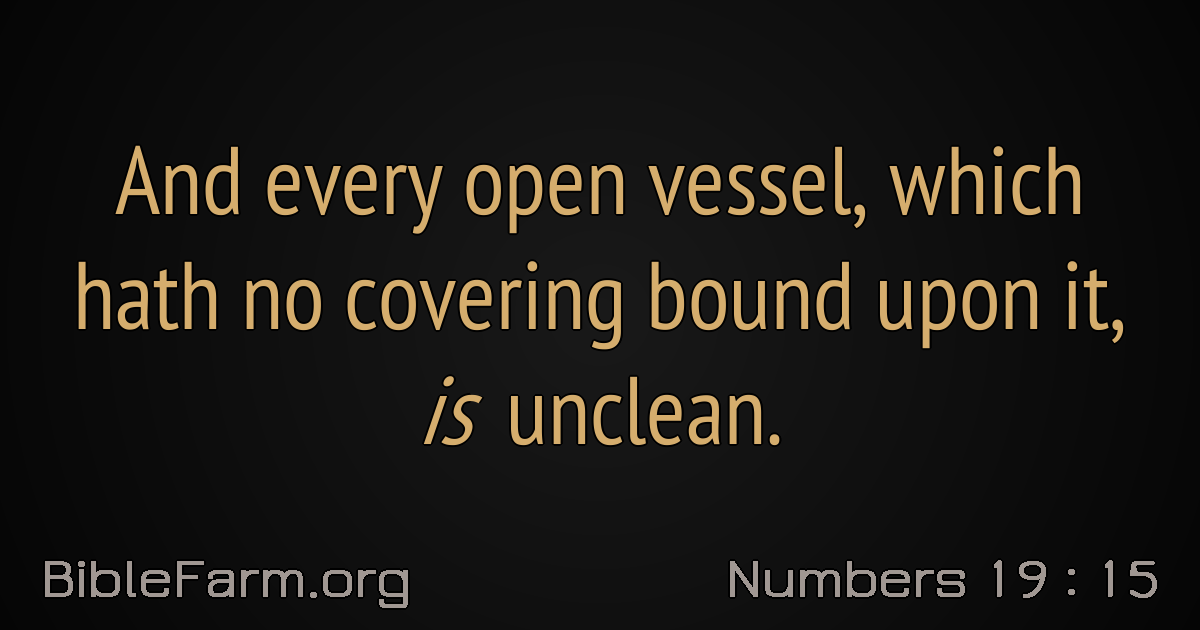 And every open vessel, which
hath no covering bound upon it,
is unclean.
BibleFarm.org
Numbers 19 : 15